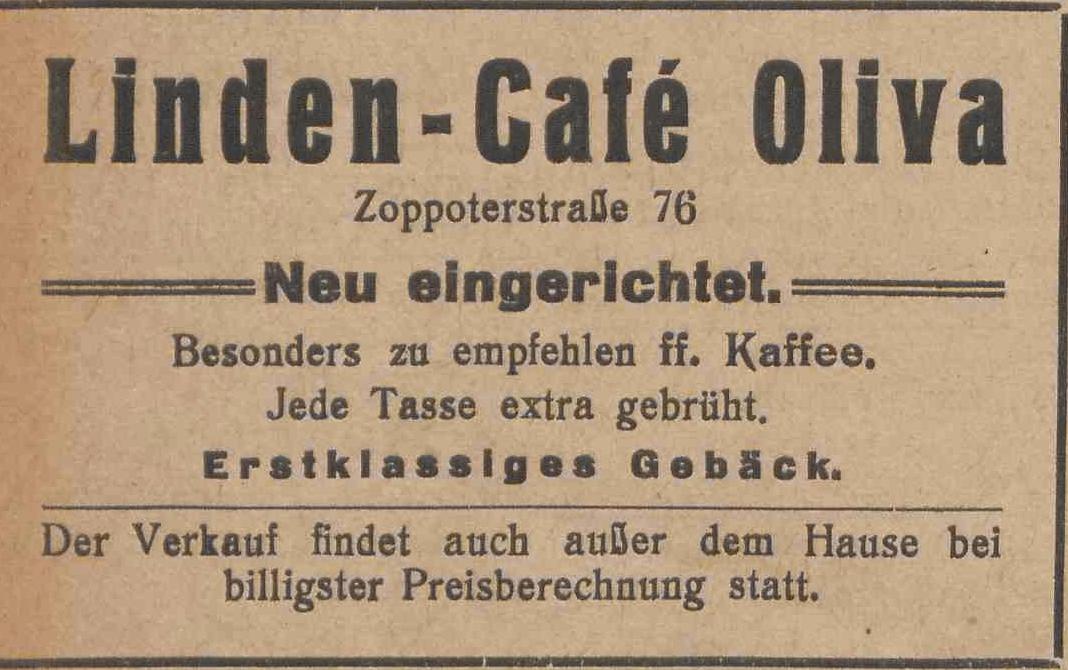 Linden-Café Oliva
Zoppoterstraße 76
Neu eingerichtet.
Besonders zu empfehlen ff. Kaffee.
Jede Tasse extra gebrüht.
Erstklassiges Gebäck.
Der Verkauf findet auch außer dem Hause bei
billigster Preisberechnung statt.